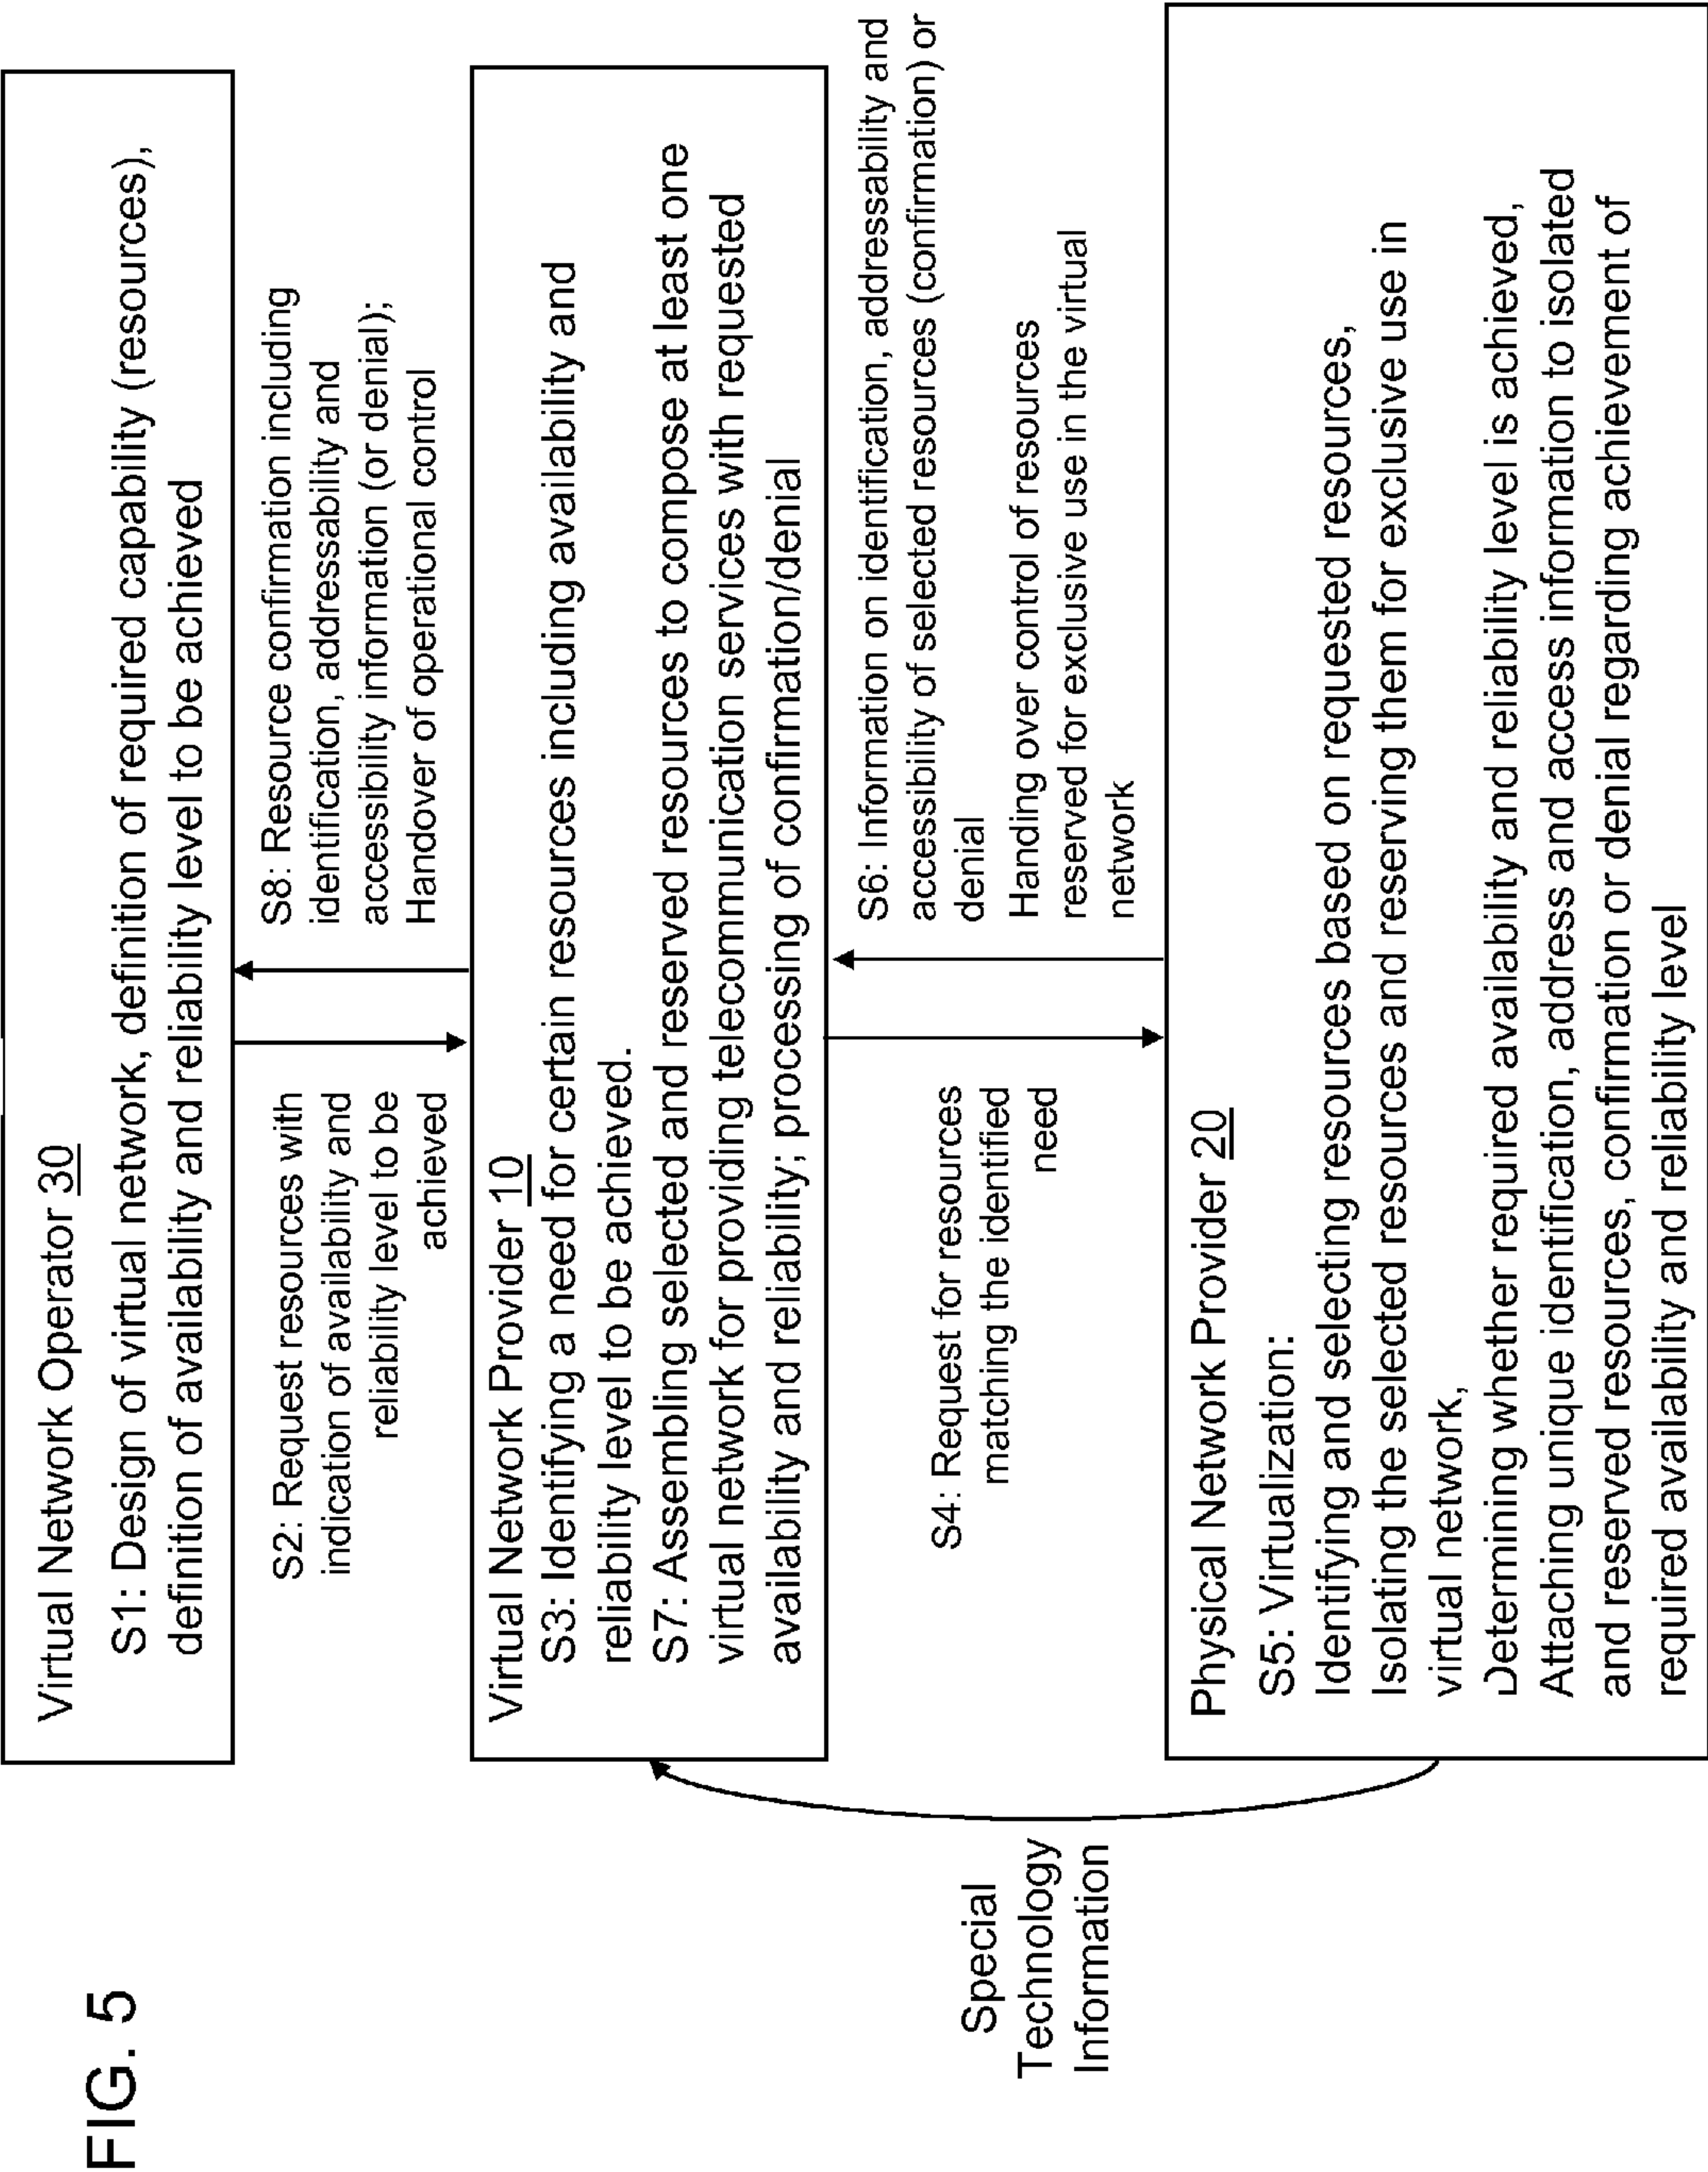 FIG. 5
Virtual Network Operator 30
S1: Design of virtual network, definition of required capability (resources),
definition of availability and reliability level to be achieved
S2: Request resources with
indication of availability and
reliability level to be
achieved
S8: Resource confirmation including
identification, addressability and
accessibility information (or denial);
Handover of operational control
Virtual Network Provider 10
S3: Identifying a need for certain resources including availability and
reliability level to be achieved.
S7: Assembling selected and reserved resources to compose at least one
virtual network for providing telecommunication services with requested
availability and reliability; processing of confirmation/denial
Special
Technology
Information
S4: Request for resources
matching the identified
need
S6: Information on identification, addressability and
accessibility of selected resources (confirmation) or
denial
Handing over control of resources
reserved for exclusive use in the virtual
network
Physical Network Provider 20
S5: Virtualization:
Identifying and selecting resources based on requested resources,
Isolating the selected resources and reserving them for exclusive use in
virtual network,
Determining whether required availability and reliability level is achieved,
Attaching unique identification, address and access information to isolated
and reserved resources, confirmation or denial regarding achievement of
required availability and reliability level